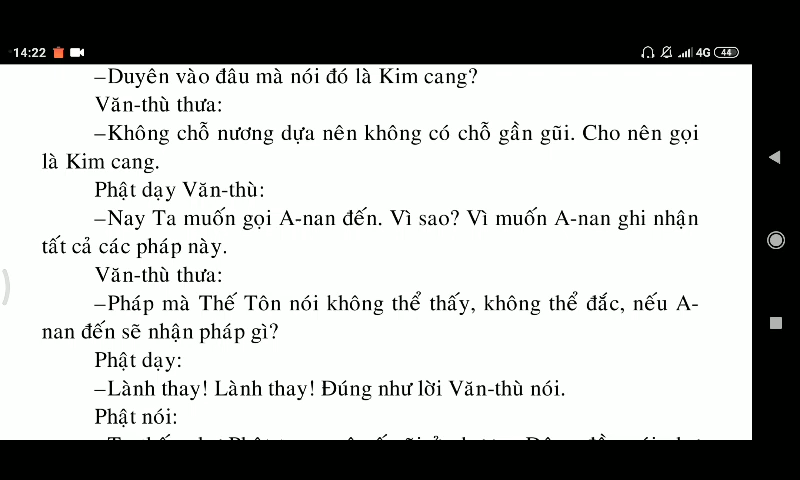 14:22
4G 44
–Duyên vào đâu mà nói đó là Kim cang?
Văn-thù thưa:
–Không chỗ nương dựa nên không có chỗ gần gũi. Cho nên gọi
là Kim cang.
Phật dạy Văn-thù:
–Nay Ta muốn gọi A-nan đến. Vì sao? Vì muốn A-nan ghi nhận
tất cả các pháp này.
Văn-thù thưa:
–Pháp mà Thế Tôn nói không thể thấy, không thể đắc, nếu A-
nan đến sẽ nhận pháp gì?
Phật dạy:
–Lành thay! Lành thay! Đúng như lời Văn-thù nói.
Phật nói: